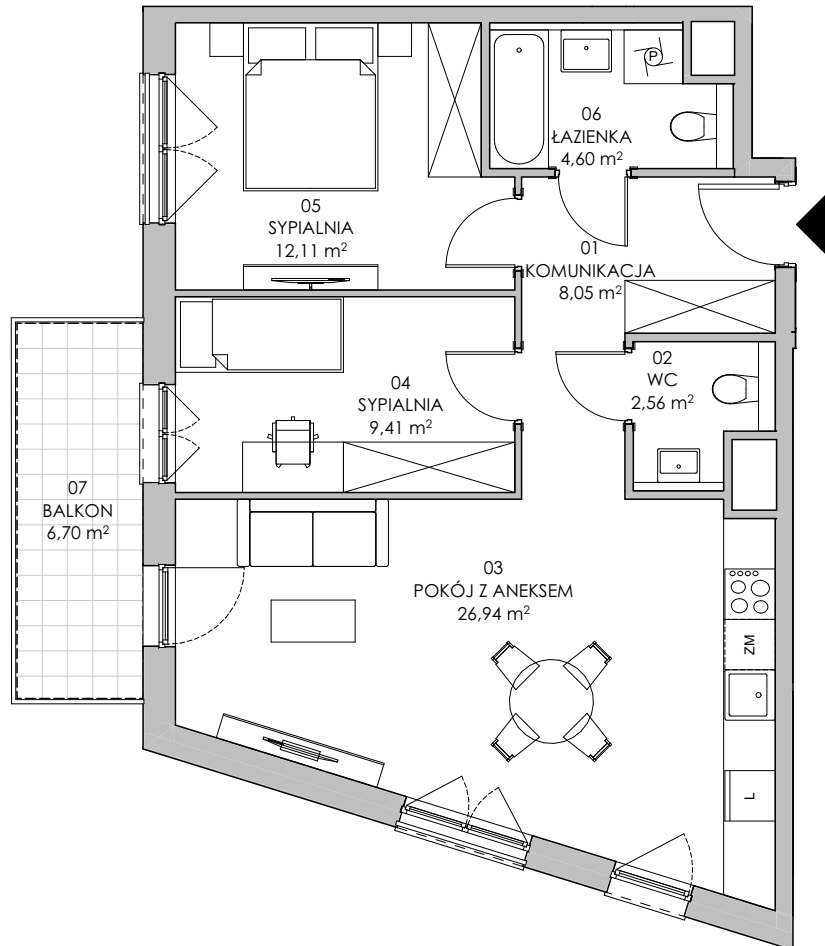 P
06
ŁAZIENKA
4,60 m²
05
SYPIALNIA
12,11 m²
01
KOMUNIKACJA
8,05 m²
02
WC
2,56 m²
04
SYPIALNIA
9,41 m²
07
BALKON
6,70 m²
03
POKÓJ Z ANEKSEM
26,94 m²
ZM
L